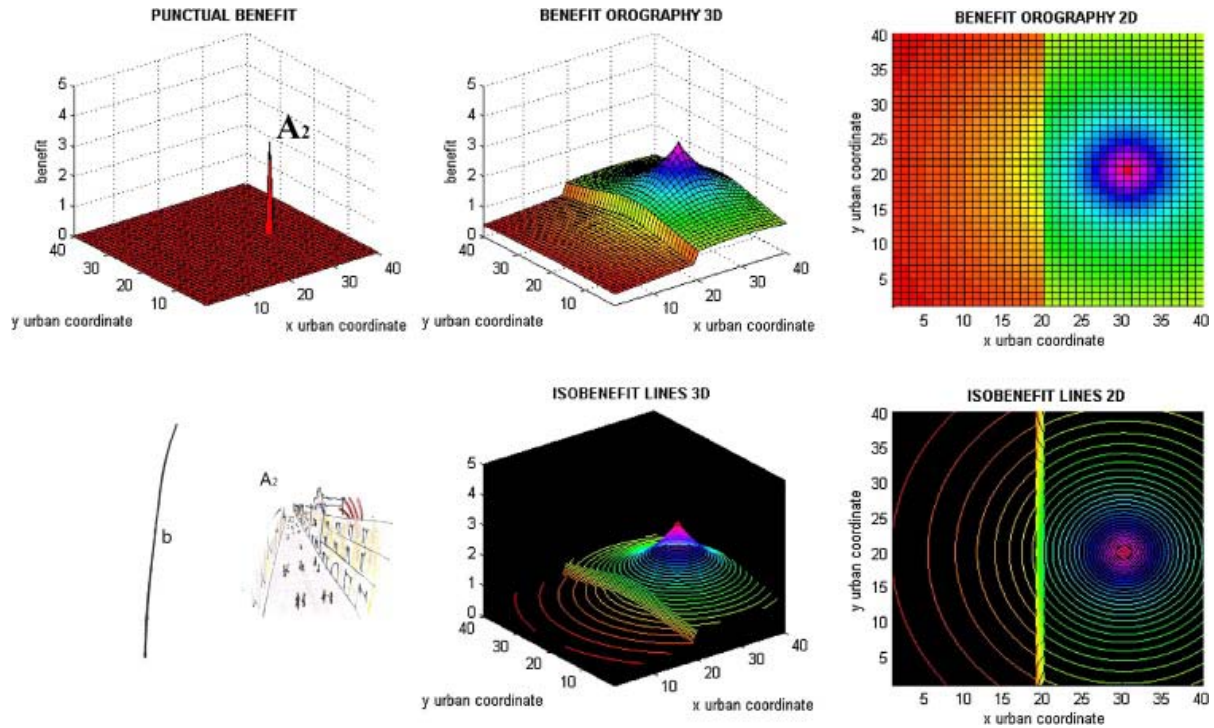 PUNCTUAL BENEFIT
A2
benefit
5
4
3
2
1
0
40
30
20
10
y urban coordinate
10
20
30
40
x urban coordinate
BENEFIT OROGRAPHY 3D
benefit
5
4
3
2
1
0
40
30
20
10
y urban coordinate
10
20
30
40
x urban coordinate
BENEFIT OROGRAPHY 2D
y urban coordinate
40
35
30
25
20
15
10
5
5 10 15 20 25 30 35 40
x urban coordinate
b
A2
ISOBENEFIT LINES 3D
5
4
3
2
1
0
40
30
20
10
y urban coordinate
10
20
30
40
x urban coordinate
ISOBENEFIT LINES 2D
y urban coordinate
40
35
30
25
20
15
10
5
5 10 15 20 25 30 35 40
x urban coordinate